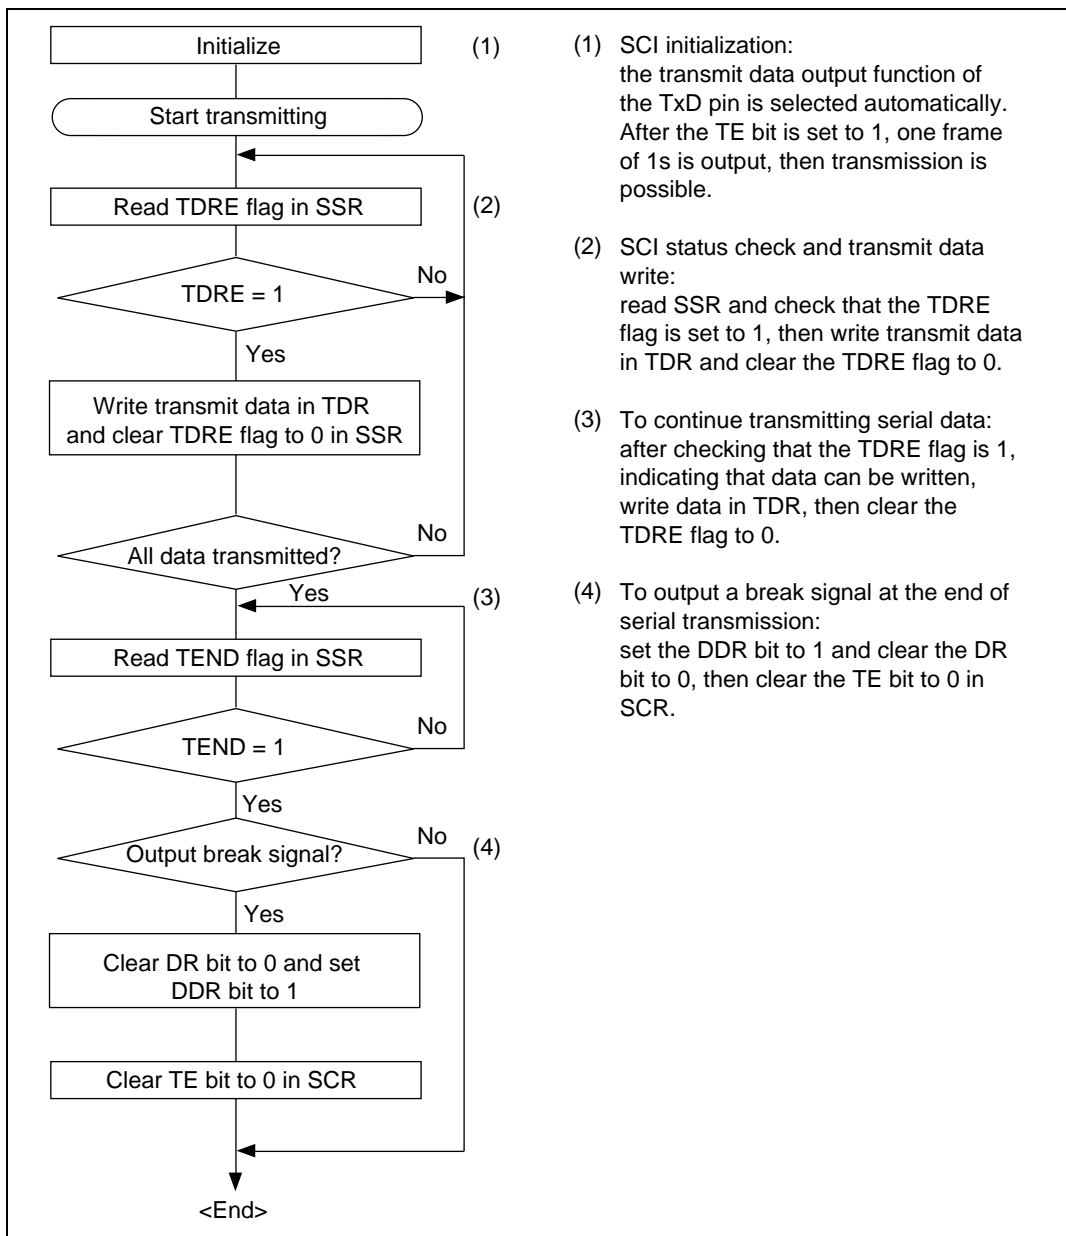 Initialize
(1)
Start transmitting
Read TDRE flag in SSR
(2)
TDRE = 1
No
Yes
Write transmit data in TDR
and clear TDRE flag to 0 in SSR
All data transmitted?
No
Yes
(3)
Read TEND flag in SSR
TEND = 1
No
Yes
Output break signal?
No
(4)
Yes
Clear DR bit to 0 and set
DDR bit to 1
Clear TE bit to 0 in SCR
<End>
(1) SCI initialization:
the transmit data output function of
the TxD pin is selected automatically.
After the TE bit is set to 1, one frame
of 1s is output, then transmission is
possible.
(2) SCI status check and transmit data
write:
read SSR and check that the TDRE
flag is set to 1, then write transmit data
in TDR and clear the TDRE flag to 0.
(3) To continue transmitting serial data:
after checking that the TDRE flag is 1,
indicating that data can be written,
write data in TDR, then clear the
TDRE flag to 0.
(4) To output a break signal at the end of
serial transmission:
set the DDR bit to 1 and clear the DR
bit to 0, then clear the TE bit to 0 in
SCR.